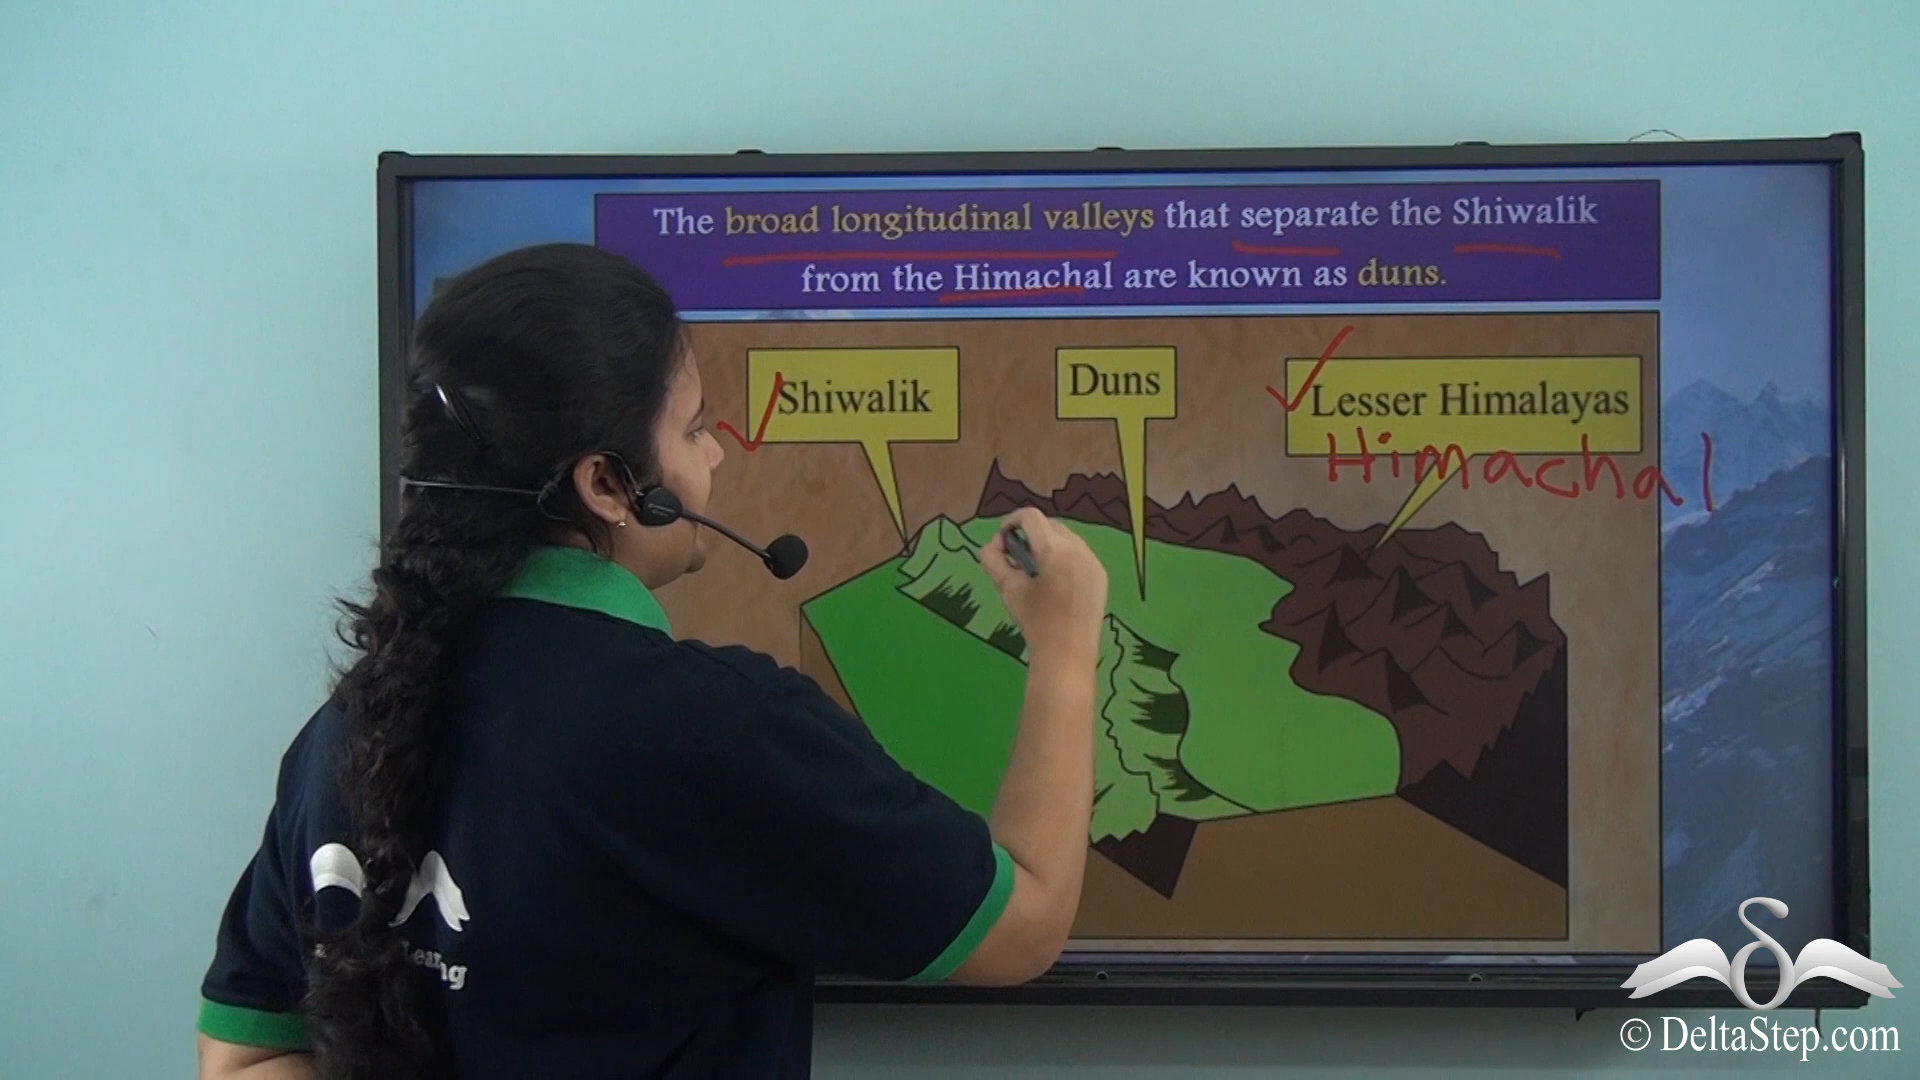 The broad longitudinal valleys that separate the Shiwalik
from the Himachal are known as duns.
Shiwalik
Duns
Lesser Himalayas
Himachal
© DeltaStep.com